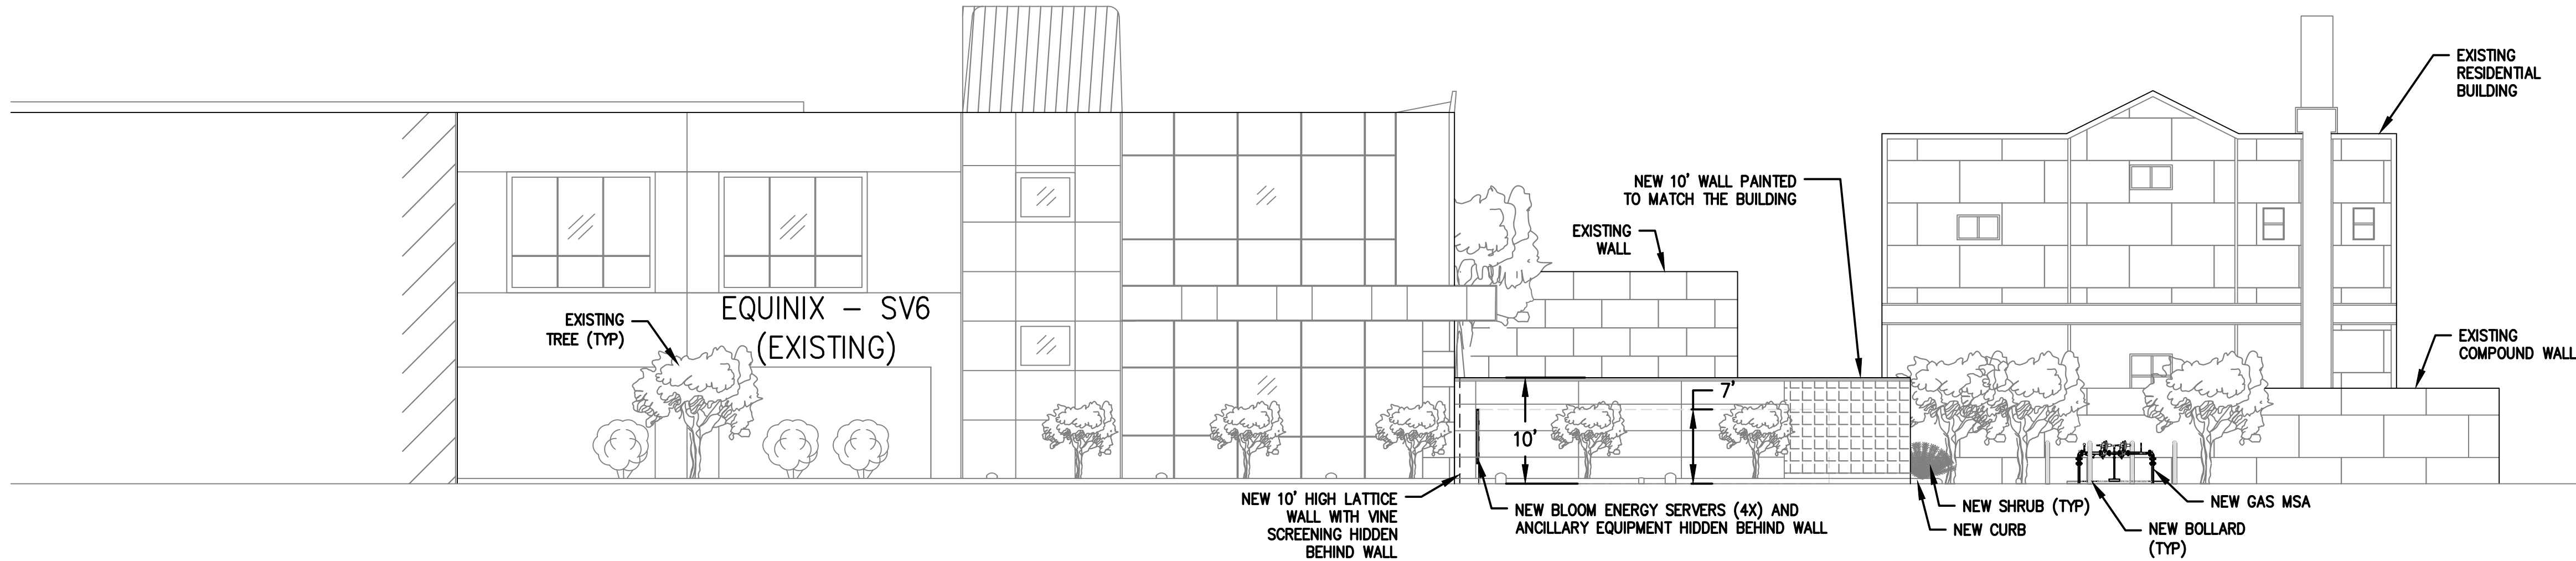 EXISTING
RESIDENTIAL
BUILDING
NEW 10' WALL PAINTED
TO MATCH THE BUILDING
EXISTING
WALL
EQUINIX – SV6
(EXISTING)
EXISTING
TREE (TYP)
EXISTING
COMPOUND WALL
7'
10'
NEW 10' HIGH LATTICE
WALL WITH VINE
SCREENING HIDDEN
BEHIND WALL
NEW BLOOM ENERGY SERVERS (4X) AND
ANCILLARY EQUIPMENT HIDDEN BEHIND WALL
NEW SHRUB (TYP)
NEW CURB
NEW GAS MSA
NEW BOLLARD
(TYP)